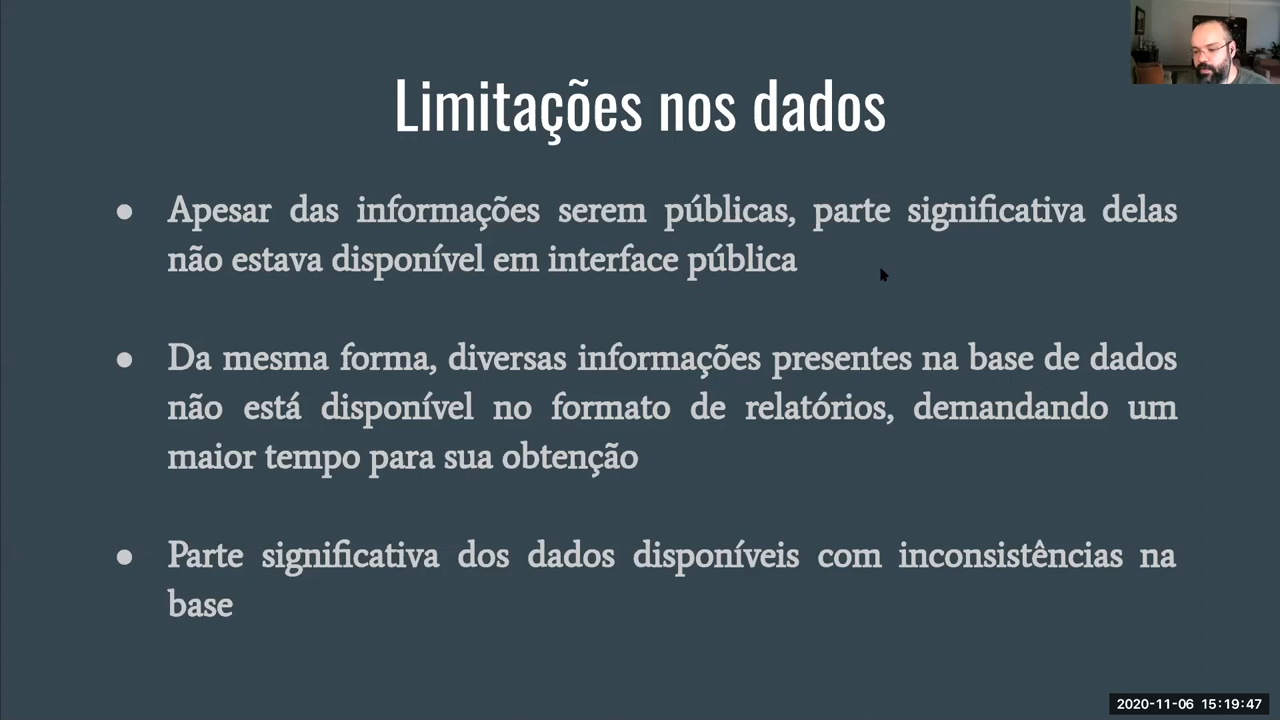 Limitações nos dados
● Apesar das informações serem públicas, parte significativa delas
não estava disponível em interface pública
● Da mesma forma, diversas informações presentes na base de dados
não está disponível no formato de relatórios, demandando um
maior tempo para sua obtenção
● Parte significativa dos dados disponíveis com inconsistências na
base
2020-11-06 15:19:47